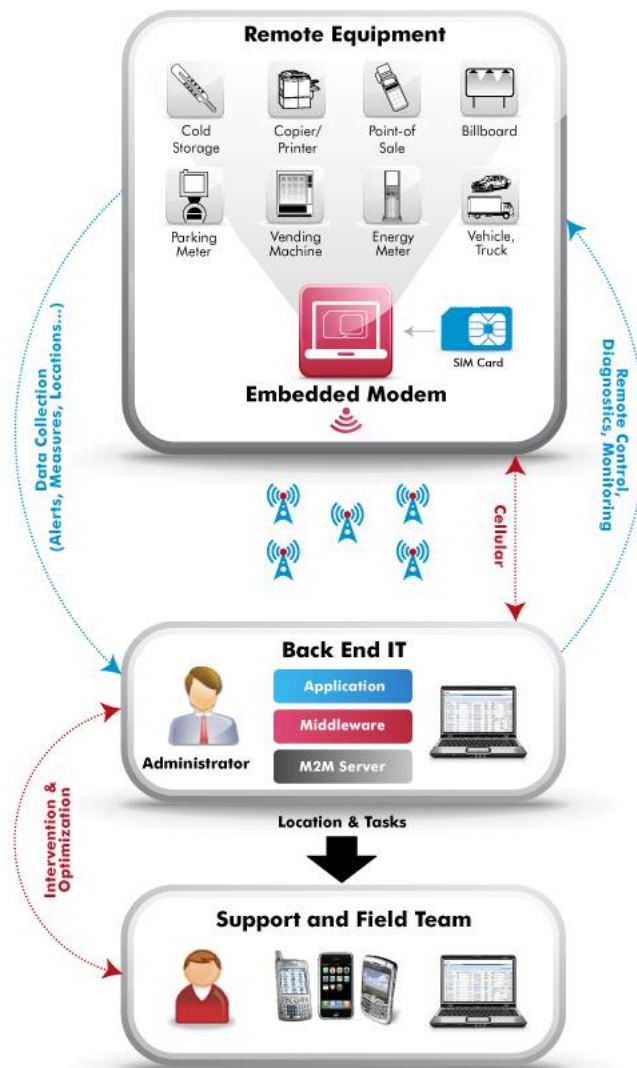 Remote Equipment
Cold
Storage
Copier/
Printer
Point-of
Sale
Billboard
Parking
Meter
Vending
Machine
Energy
Meter
Vehicle,
Truck
SIM Card
Embedded Modem
Data Collection
(Alerts, Measures, Locations...)
Remote Control,
Diagnostics, Monitoring
Cellular
Back End IT
Application
Middleware
M2M Server
Administrator
Intervention &
Optimization
Location & Tasks
Support and Field Team